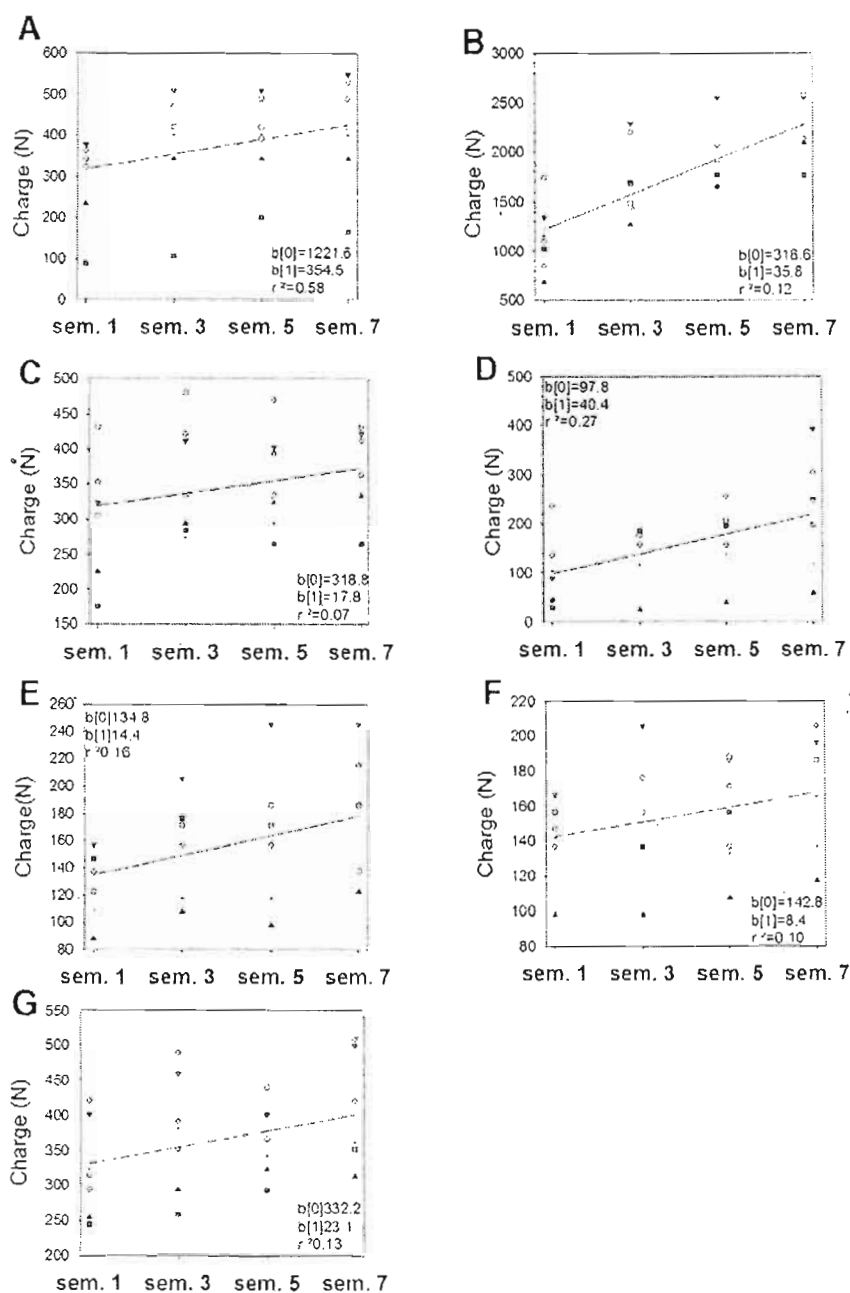 A
600
500
400
300
200
100
0
Charge (N)
b[0]=1221.6
b[1]=354.5
r ²=0.58
sem. 1 sem. 3 sem. 5 sem. 7
B
3000
2500
2000
1500
1000
500
Charge (N)
b[0]=318.6
b[1]=35.8
r ²=0.12
sem. 1 sem. 3 sem. 5 sem. 7
C
500
450
400
350
300
250
200
150
Charge (N)
b[0]=318.8
b[1]=17.8
r ²=0.07
sem. 1 sem. 3 sem. 5 sem. 7
D
500
400
300
200
100
0
Charge (N)
b[0]=97.8
b[1]=40.4
r ²=0.27
sem. 1 sem. 3 sem. 5 sem. 7
E
260
240
220
200
180
160
140
120
100
80
Charge(N)
b[0]134.8
b[1]14.4
r ²0.16
sem. 1 sem. 3 sem. 5 sem. 7
F
220
200
180
160
140
120
100
80
Charge (N)
b[0]=142.8
b[1]=8.4
r ²=0.10
sem. 1 sem. 3 sem. 5 sem. 7
G
550
500
450
400
350
300
250
200
Charge (N)
b[0]332.2
b[1]23.1
r ²0.13
sem. 1 sem. 3 sem. 5 sem. 7